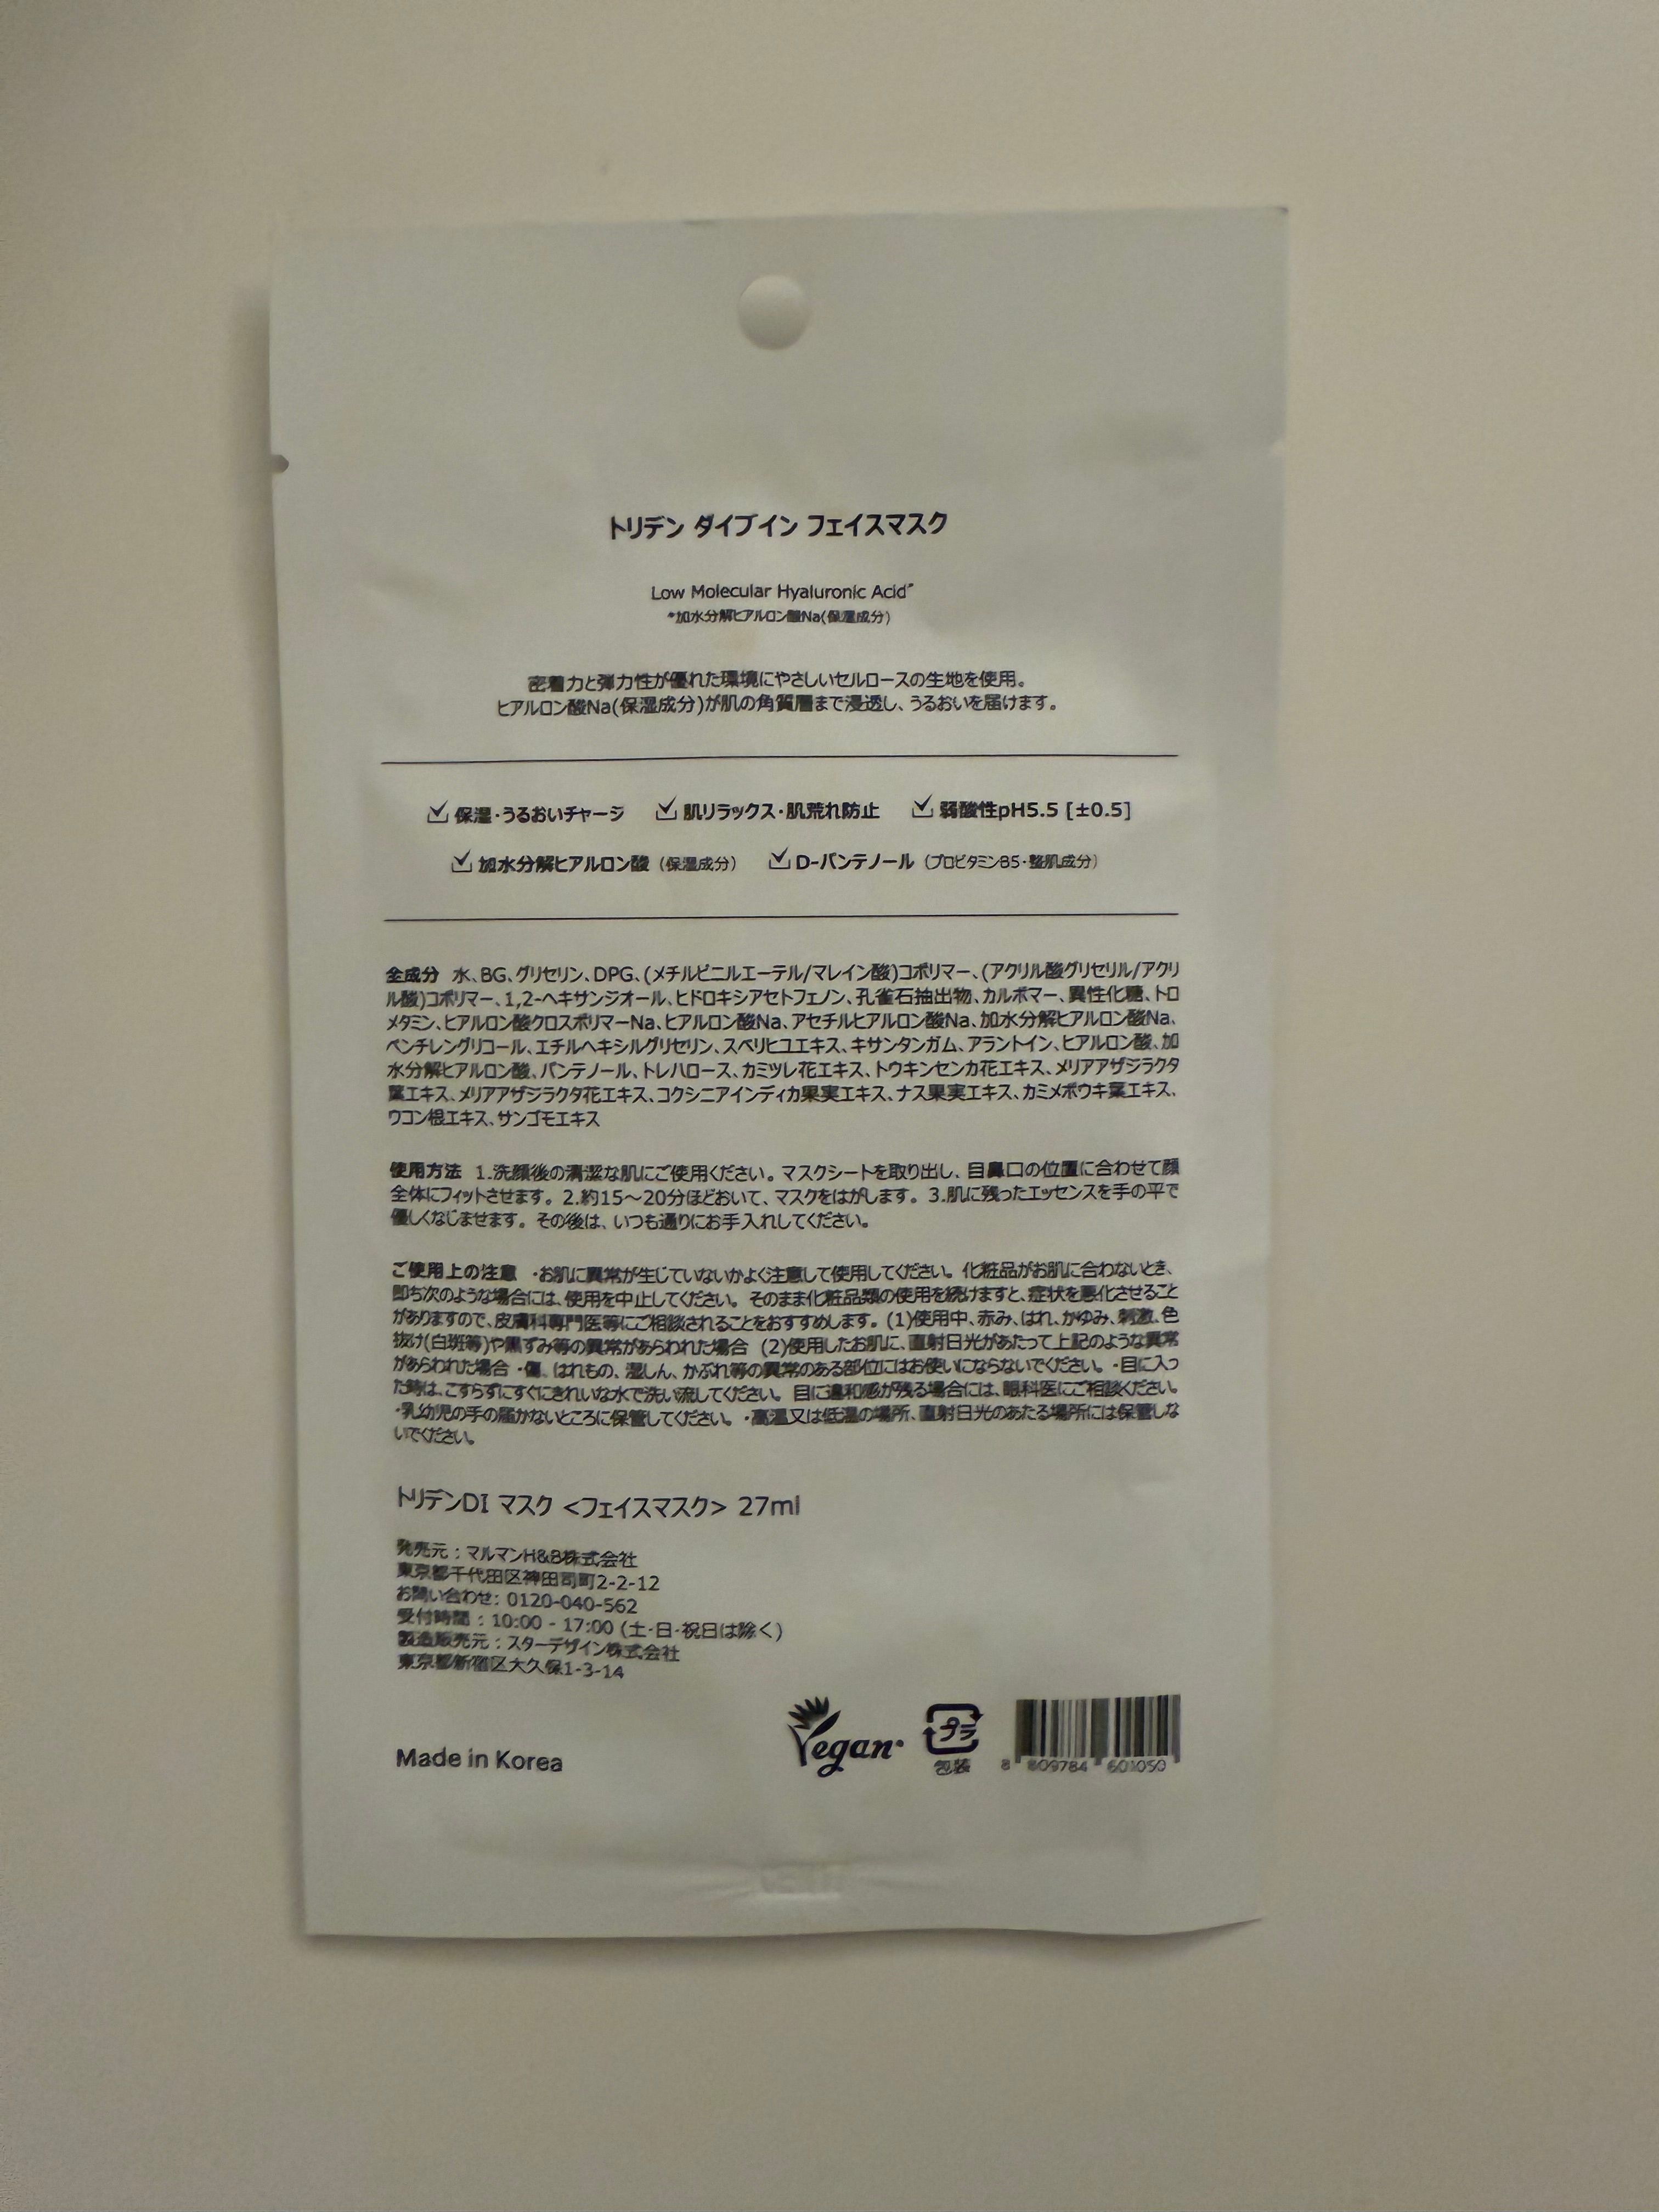 トリデン ダイブイン フェイスマスク
Low Molecular Hyaluronic Acid*
*加水分解ヒアルロン酸Na(保湿成分)
密着力と弾力性が優れた環境にやさしいセルロースの生地を使用。
ヒアルロン酸Na(保湿成分)が肌の角質層まで浸透し、うるおいを届けます。
保湿・うるおいチャージ 肌リラックス・肌荒れ防止 弱酸性pH5.5 [±0.5]
加水分解ヒアルロン酸（保湿成分） D-パンテノール（プロビタミンB5・整肌成分）
全成分 水、BG、グリセリン、DPG、(メチルビニルエーテル/マレイン酸)コポリマー、(アクリル酸グリセリル/アクリ
ル酸)コポリマー、1,2-ヘキサンジオール、ヒドロキシアセトフェノン、孔雀石抽出物、カルボマー、異性化糖、トロ
メタミン、ヒアルロン酸クロスポリマーNa、ヒアルロン酸Na、アセチルヒアルロン酸Na、加水分解ヒアルロン酸Na、
ペンチレングリコール、エチルヘキシルグリセリン、スベリヒユエキス、キサンタンガム、アラントイン、ヒアルロン酸、加
水分解ヒアルロン酸、パンテノール、トレハロース、カミツレ花エキス、トウキンセンカ花エキス、メリアアザジラクタ
葉エキス、メリアアザジラクタ花エキス、コクシニアインディカ果実エキス、ナス果実エキス、カミメボウキ葉エキス、
ウコン根エキス、サンゴモエキス
使用方法 1.洗顔後の清潔な肌にご使用ください。マスクシートを取り出し、目鼻口の位置に合わせて顔
全体にフィットさせます。2.約15～20分ほどおいて、マスクをはがします。3.肌に残ったエッセンスを手の平で
優しくなじませます。その後は、いつも通りにお手入れしてください。
ご使用上の注意 ・お肌に異常が生じていないかよく注意して使用してください。化粧品がお肌に合わないとき、
即ち次のような場合には、使用を中止してください。そのまま化粧品類の使用を続けますと、症状を悪化させること
がありますので、皮膚科専門医等にご相談されることをおすすめします。(1)使用中、赤み、はれ、かゆみ、刺激、色
抜け(白斑等)や黒ずみ等の異常があらわれた場合 (2)使用したお肌に、直射日光があたって上記のような異常
があらわれた場合 ・傷、はれもの、湿しん、かぶれ等の異常のある部位にはお使いにならないでください。・目に入っ
た時は、こすらずにすぐにきれいな水で洗い流してください。目に違和感が残る場合には、眼科医にご相談ください。
・乳幼児の手の届かないところに保管してください。・高温又は低温の場所、直射日光のあたる場所には保管しな
いでください。
トリデンDI マスク <フェイスマスク> 27ml
発売元：マルマンH&B株式会社
東京都千代田区神田司町2-2-12
お問い合わせ: 0120-040-562
受付時間：10:00 - 17:00 (土・日・祝日は除く)
製造販売元：スターデザイン株式会社
東京都新宿区大久保1-3-14
Made in Korea
Vegan
プラ
包装
8 809784 601050